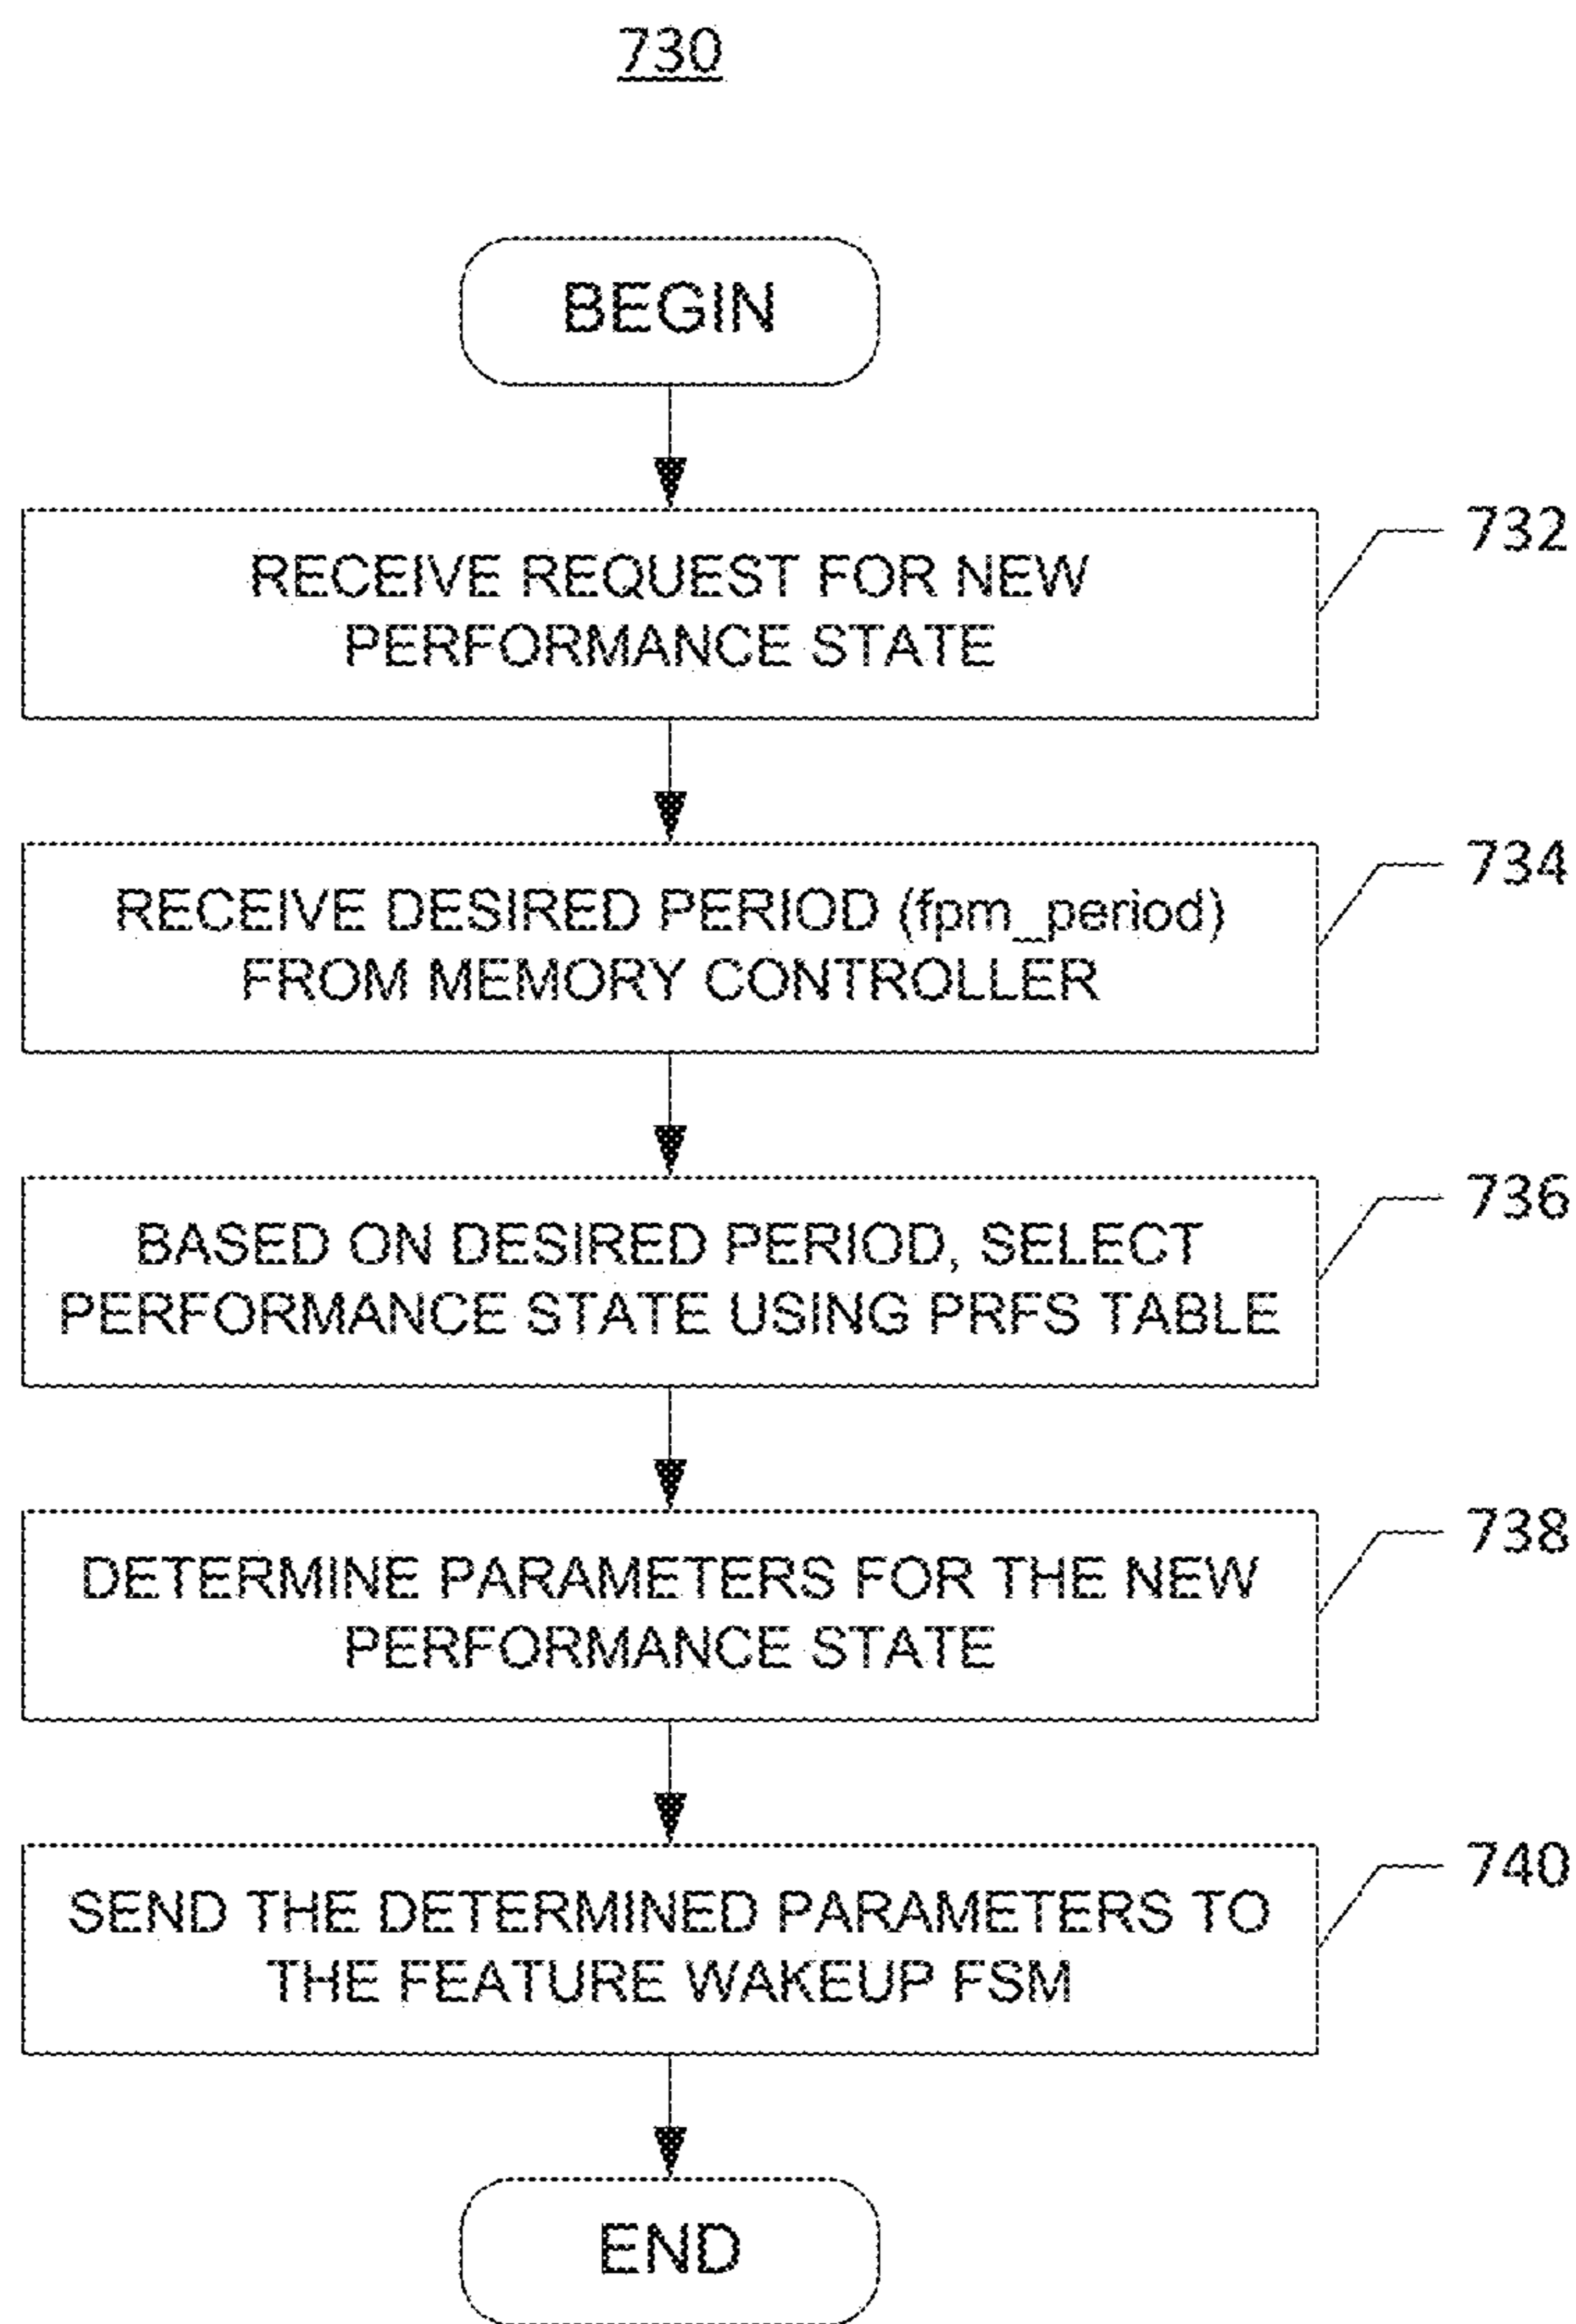 730
BEGIN
RECEIVE REQUEST FOR NEW
PERFORMANCE STATE
732
RECEIVE DESIRED PERIOD (fpm_period)
FROM MEMORY CONTROLLER
734
BASED ON DESIRED PERIOD, SELECT
PERFORMANCE STATE USING PRFS TABLE
736
DETERMINE PARAMETERS FOR THE NEW
PERFORMANCE STATE
738
SEND THE DETERMINED PARAMETERS TO
THE FEATURE WAKEUP FSM
740
END